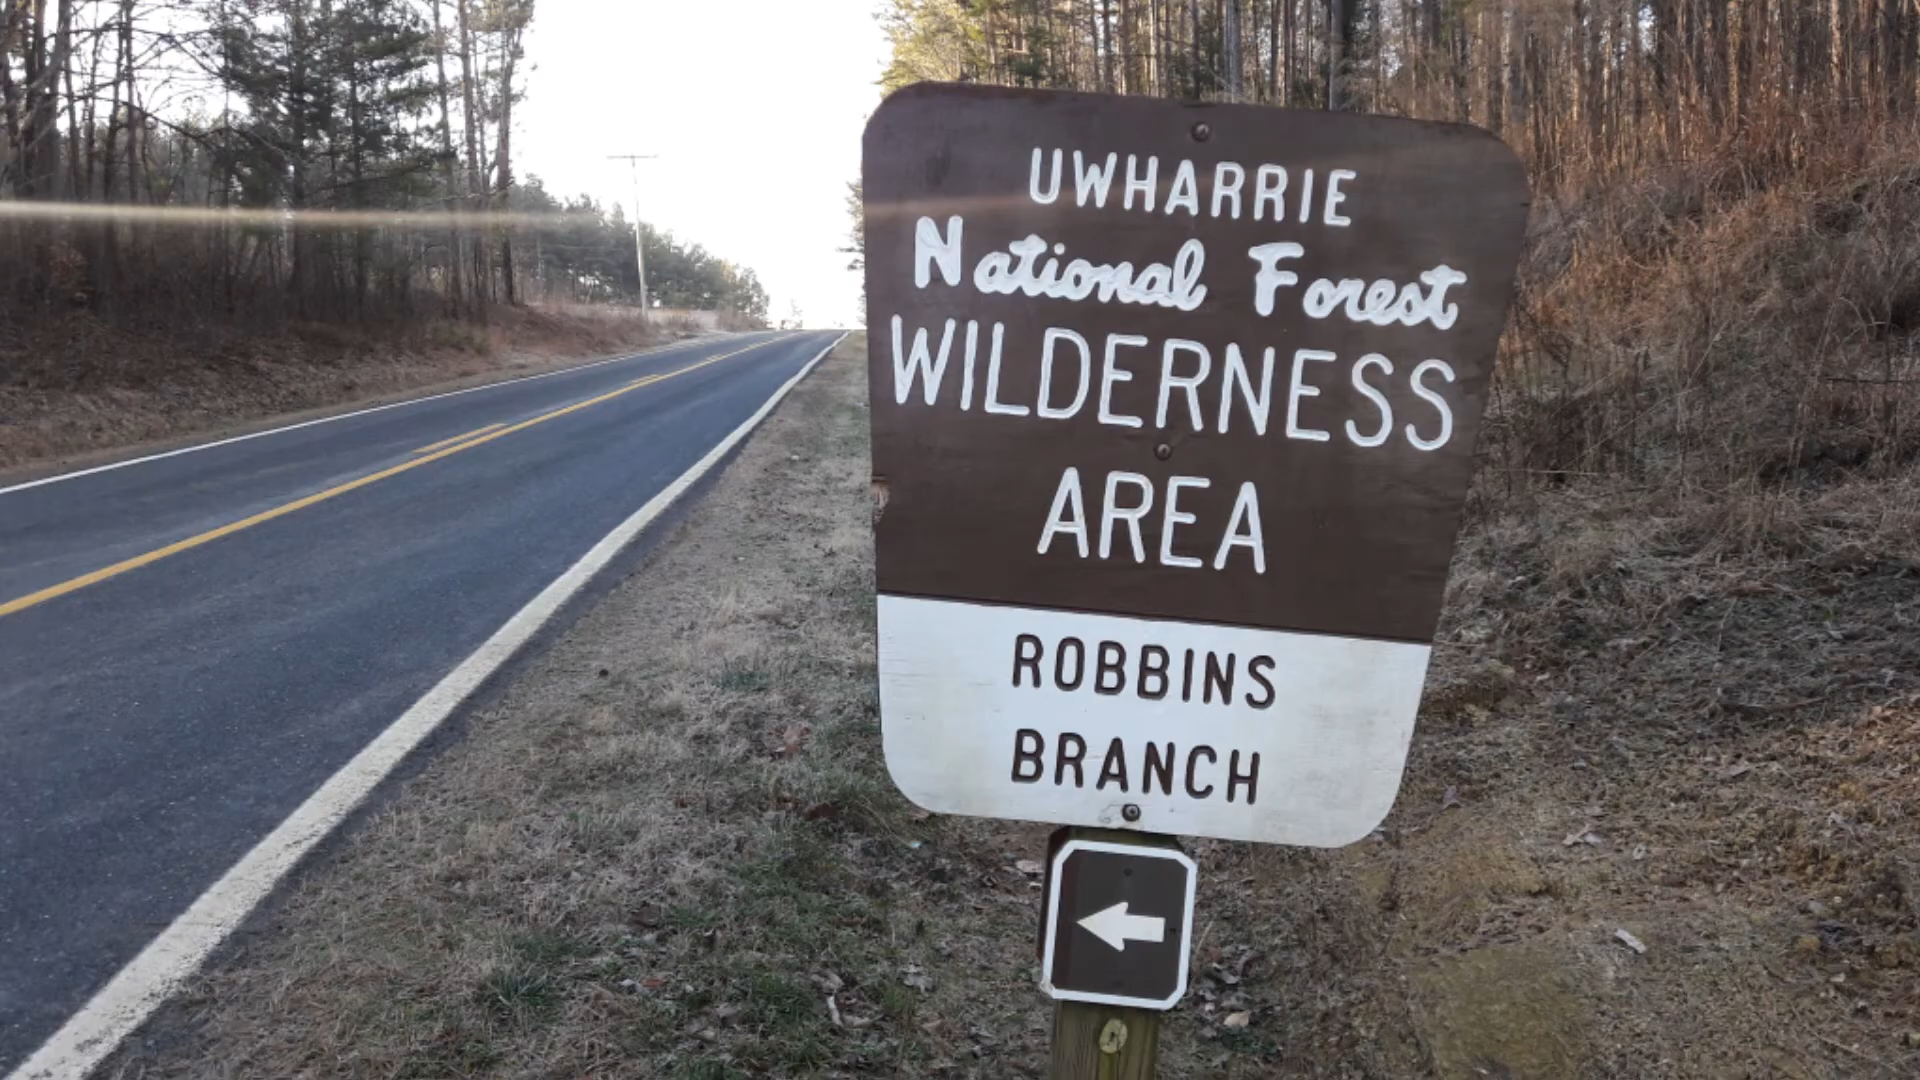 UWHARRIE
National Forest
WILDERNESS
AREA
ROBBINS
BRANCH